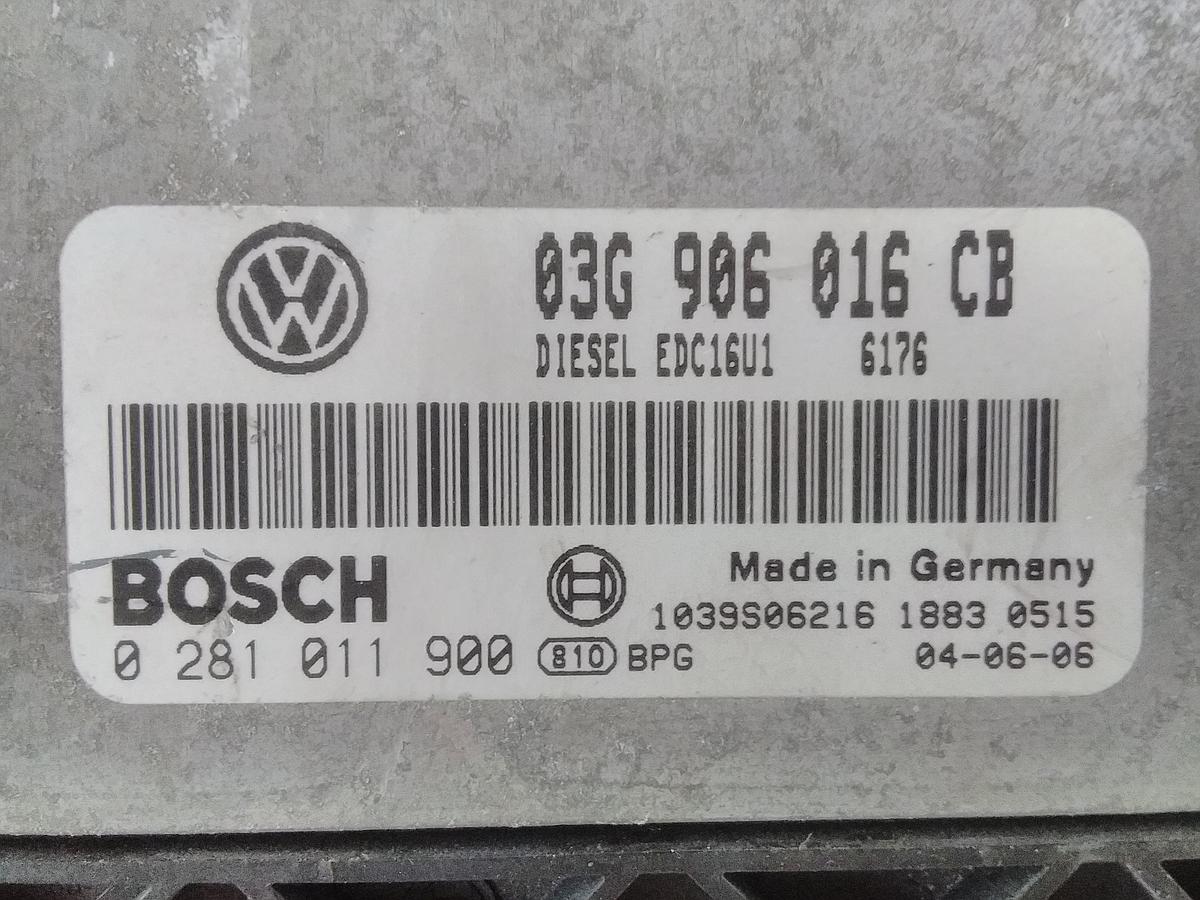 03G 906 016 CB
DIESEL EDC16U1 6176
BOSCH
Made in Germany
1039S06216 1883 0515
0 281 011 900 810 BPG 04-06-06